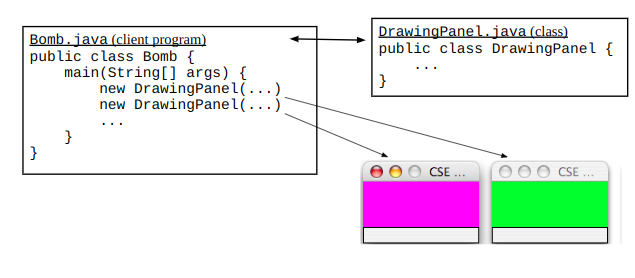 Bomb.java (client program)
public class Bomb {
main(String[] args) {
new DrawingPanel(...)
new DrawingPanel(...)
...
}
}
DrawingPanel.java (class)
public class DrawingPanel {
...
}
CSE ...
CSE ...